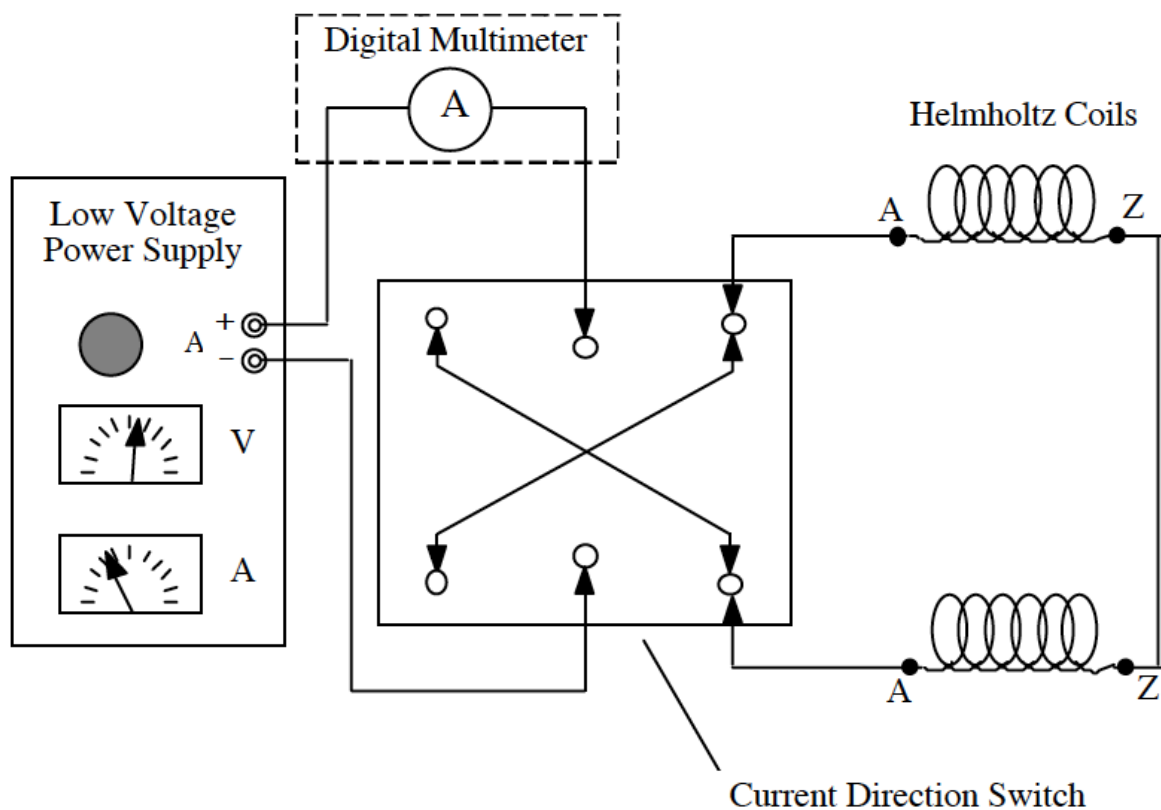 Digital Multimeter
A
Helmholtz Coils
Low Voltage
Power Supply
A
Z
+
A
−
V
A
A
Z
Current Direction Switch